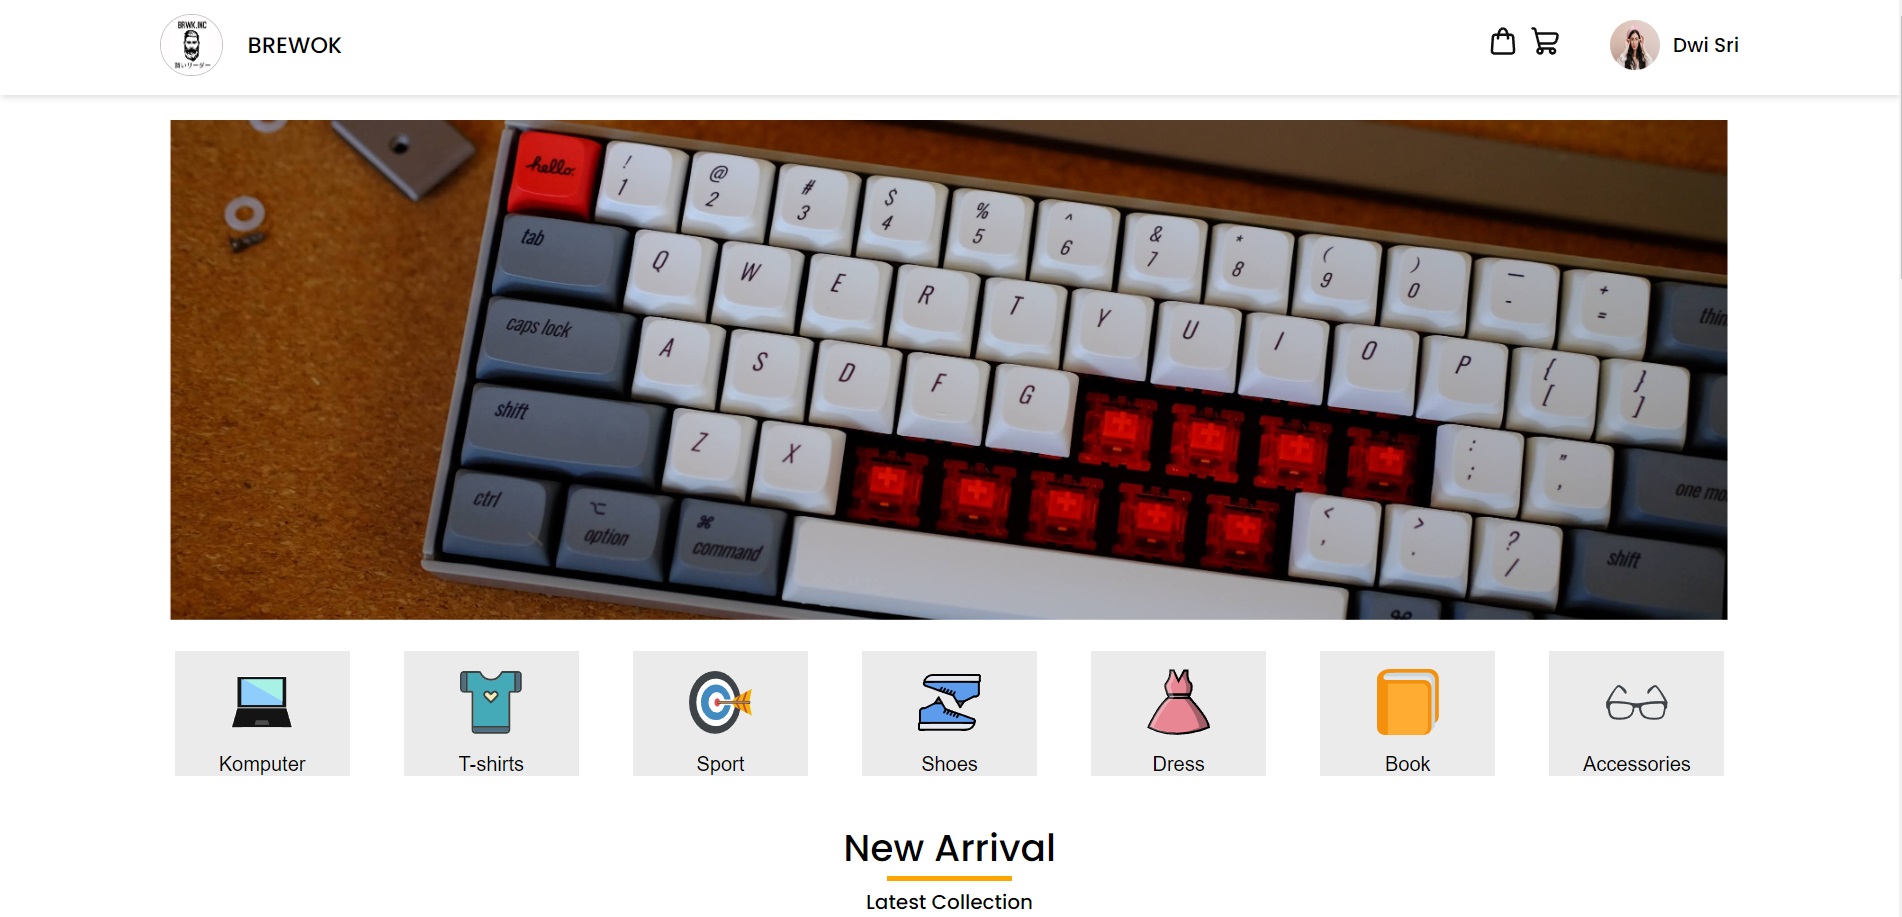 BRWK.INC
BREWOK
Dwi Sri
hello.
! 1
@ 2
# 3
$ 4
% 5
^ 6
& 7
* 8
( 9
) 0
— -
+ =
thin
tab
Q
W
E
R
T
Y
U
I
O
P
{ [
} ]
caps lock
A
S
D
F
G
: ;
" ,
one mo
shift
Z
X
< ,
> .
? /
shift
ctrl
⌥ option
⌘ command
⌘
Komputer
T-shirts
Sport
Shoes
Dress
Book
Accessories
New Arrival
Latest Collection